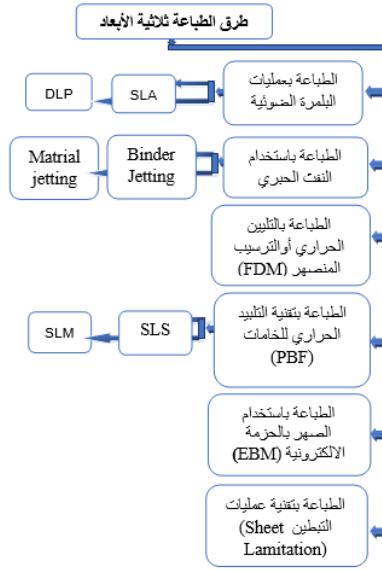 طرق الطباعة ثلاثية الأبعاد
الطباعة بعمليات
البلمرة الضوئية
SLA
DLP
الطباعة باستخدام
النفث الحبري
Binder
Jetting
Matrial
jetting
الطباعة بالتليين
الحراري أوالترسيب
المنصهر (FDM)
الطباعة بتقنية التلبيد
الحراري للخامات
(PBF)
SLS
SLM
الطباعة باستخدام
الصهر بالحزمة
الالكترونية (EBM)
الطباعة بتقنية عمليات
التبطين Sheet)
Lamitation)